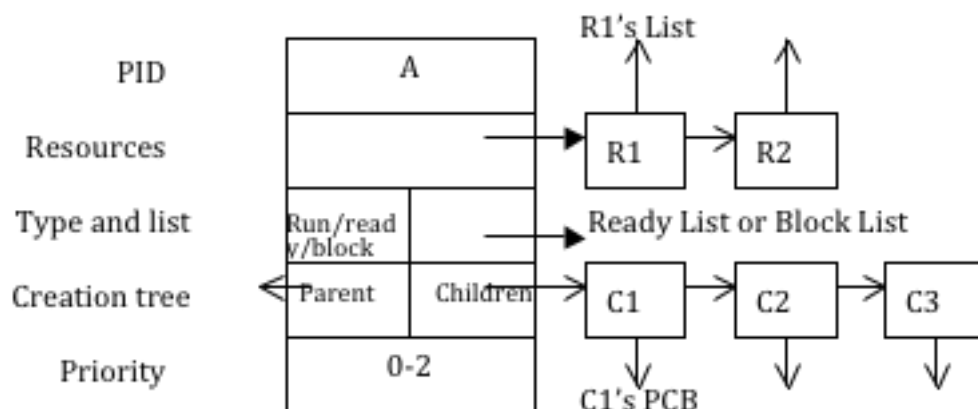 R1's List
PID
A
Resources
R1
R2
Type and list
Run/read
y/block
Ready List or Block List
Creation tree
Parent
Children
C1
C2
C3
Priority
0-2
C1's PCB